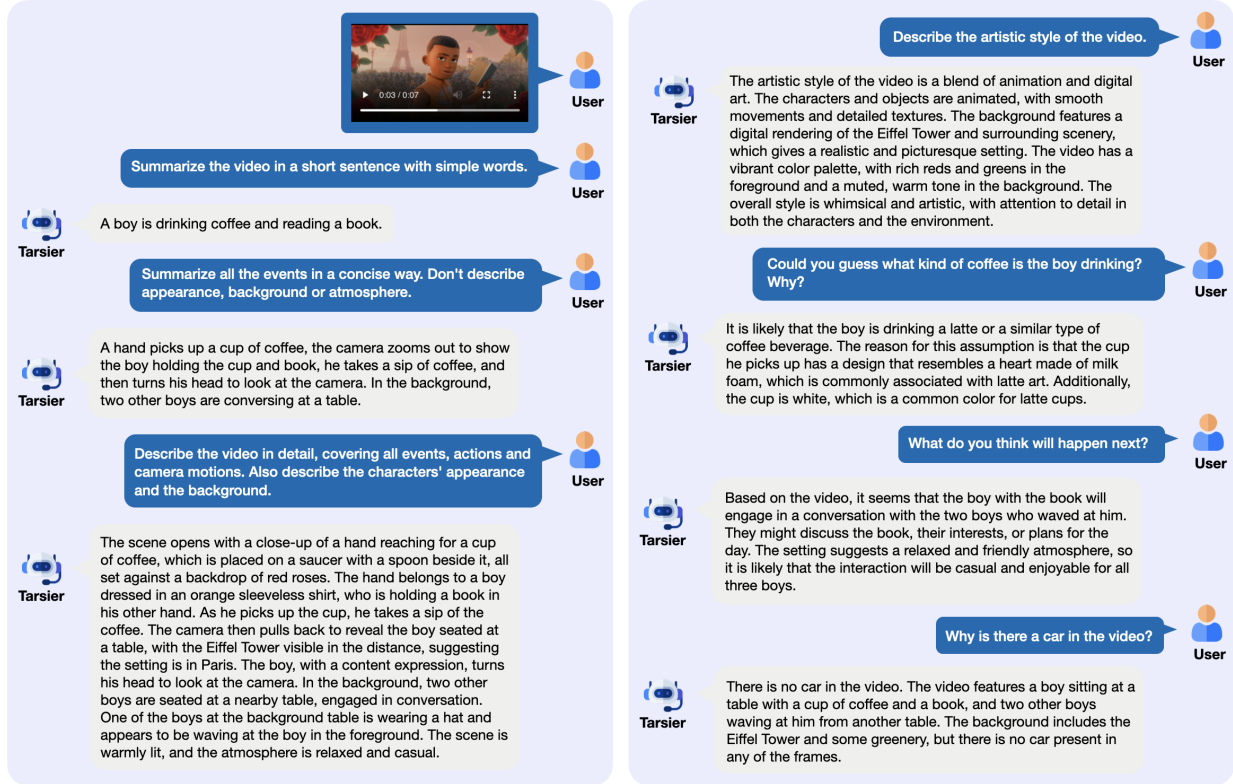 0:03 / 0:07
User
Summarize the video in a short sentence with simple words.
User
A boy is drinking coffee and reading a book.
Tarsier
Summarize all the events in a concise way. Don't describe
appearance, background or atmosphere.
User
A hand picks up a cup of coffee, the camera zooms out to show
the boy holding the cup and book, he takes a sip of coffee, and
then turns his head to look at the camera. In the background,
two other boys are conversing at a table.
Tarsier
Describe the video in detail, covering all events, actions and
camera motions. Also describe the characters' appearance
and the background.
User
The scene opens with a close-up of a hand reaching for a cup
of coffee, which is placed on a saucer with a spoon beside it, all
set against a backdrop of red roses. The hand belongs to a boy
dressed in an orange sleeveless shirt, who is holding a book in
his other hand. As he picks up the cup, he takes a sip of the
coffee. The camera then pulls back to reveal the boy seated at
a table, with the Eiffel Tower visible in the distance, suggesting
the setting is in Paris. The boy, with a content expression, turns
his head to look at the camera. In the background, two other
boys are seated at a nearby table, engaged in conversation.
One of the boys at the background table is wearing a hat and
appears to be waving at the boy in the foreground. The scene is
warmly lit, and the atmosphere is relaxed and casual.
Tarsier
Describe the artistic style of the video.
User
The artistic style of the video is a blend of animation and digital
art. The characters and objects are animated, with smooth
movements and detailed textures. The background features a
digital rendering of the Eiffel Tower and surrounding scenery,
which gives a realistic and picturesque setting. The video has a
vibrant color palette, with rich reds and greens in the
foreground and a muted, warm tone in the background. The
overall style is whimsical and artistic, with attention to detail in
both the characters and the environment.
Tarsier
Could you guess what kind of coffee is the boy drinking?
Why?
User
It is likely that the boy is drinking a latte or a similar type of
coffee beverage. The reason for this assumption is that the cup
he picks up has a design that resembles a heart made of milk
foam, which is commonly associated with latte art. Additionally,
the cup is white, which is a common color for latte cups.
Tarsier
What do you think will happen next?
User
Based on the video, it seems that the boy with the book will
engage in a conversation with the two boys who waved at him.
They might discuss the book, their interests, or plans for the
day. The setting suggests a relaxed and friendly atmosphere, so
it is likely that the interaction will be casual and enjoyable for all
three boys.
Tarsier
Why is there a car in the video?
User
There is no car in the video. The video features a boy sitting at a
table with a cup of coffee and a book, and two other boys
waving at him from another table. The background includes the
Eiffel Tower and some greenery, but there is no car present in
any of the frames.
Tarsier